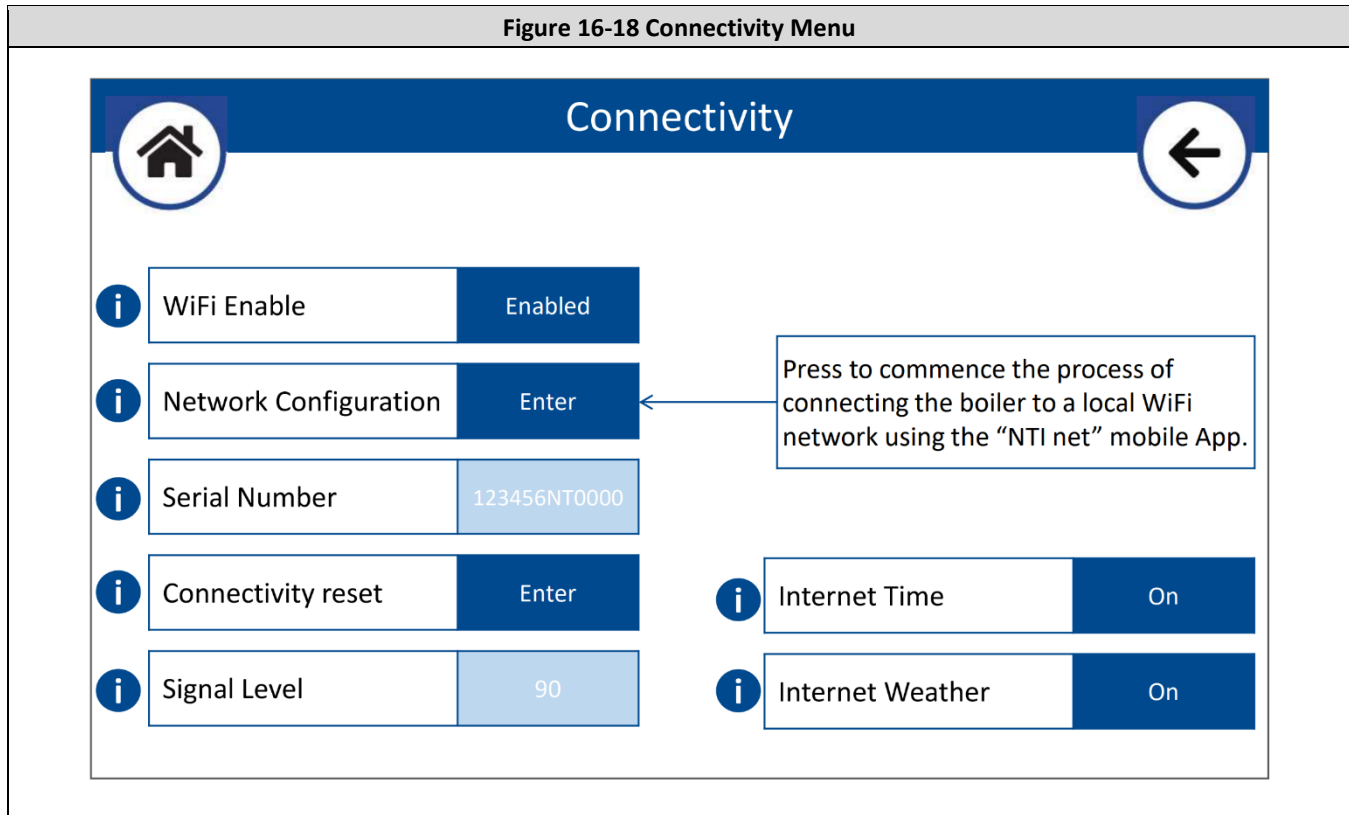 Figure 16-18 Connectivity Menu
Connectivity
i WiFi Enable Enabled
i Network Configuration Enter
Press to commence the process of
connecting the boiler to a local WiFi
network using the “NTI net” mobile App.
i Serial Number 123456NT0000
i Connectivity reset Enter
i Internet Time On
i Signal Level 90
i Internet Weather On